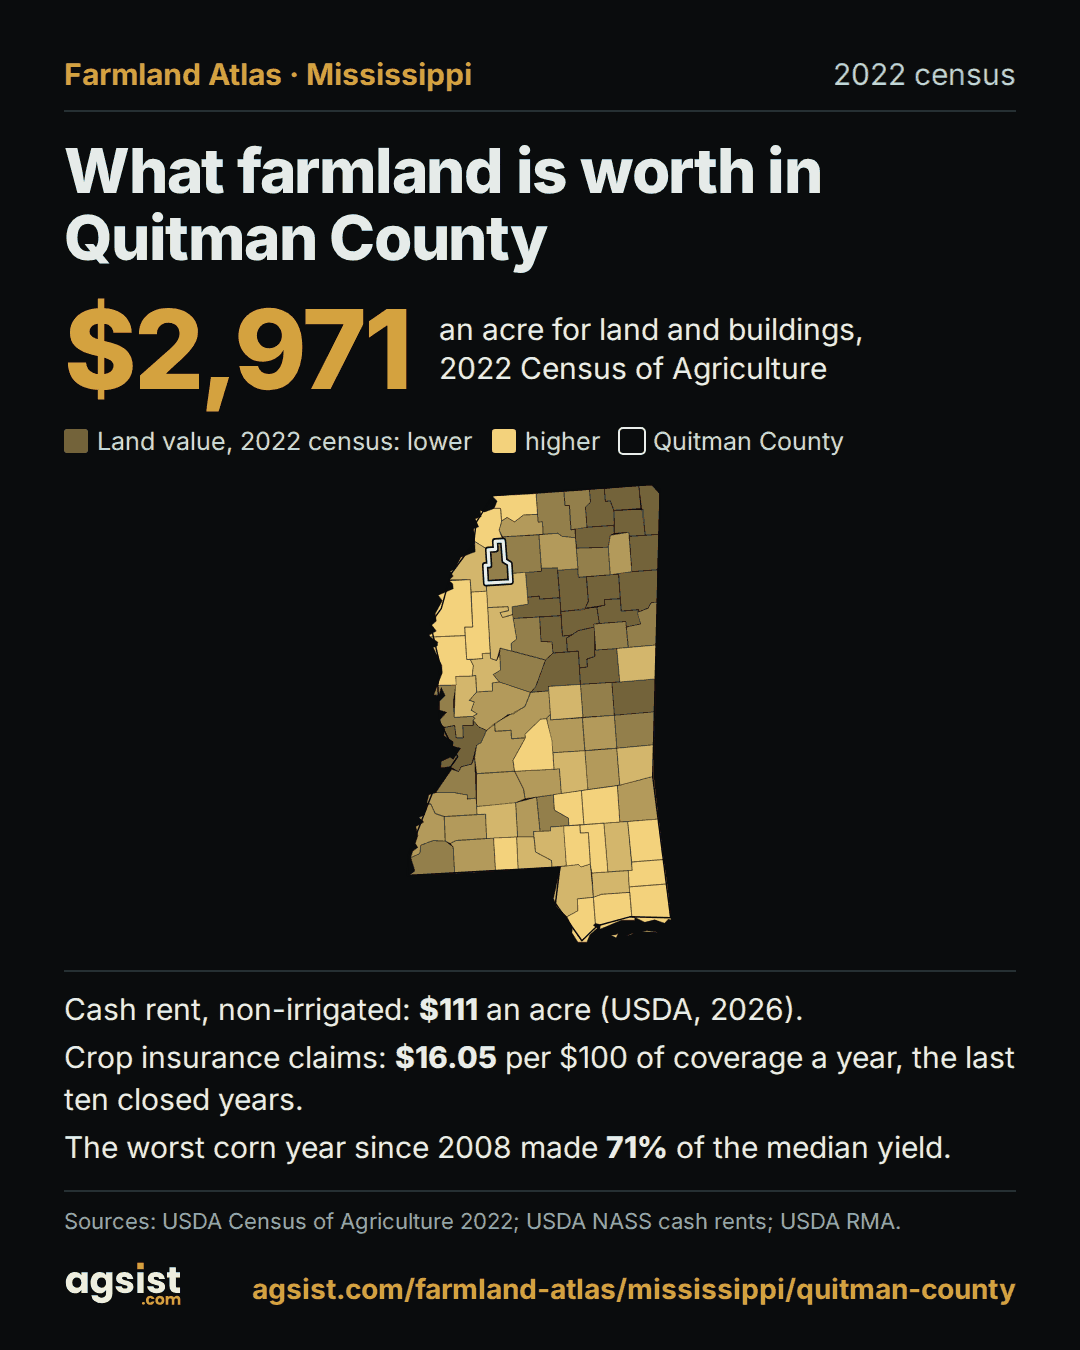 Farmland Atlas · Mississippi
2022 census
What farmland is worth in
Quitman County
$2,971
an acre for land and buildings,
2022 Census of Agriculture
Land value, 2022 census: lower
higher
Quitman County
Cash rent, non-irrigated: $111 an acre (USDA, 2026).
Crop insurance claims: $16.05 per $100 of coverage a year, the last
ten closed years.
The worst corn year since 2008 made 71% of the median yield.
Sources: USDA Census of Agriculture 2022; USDA NASS cash rents; USDA RMA.
agsist
.com
agsist.com/farmland-atlas/mississippi/quitman-county